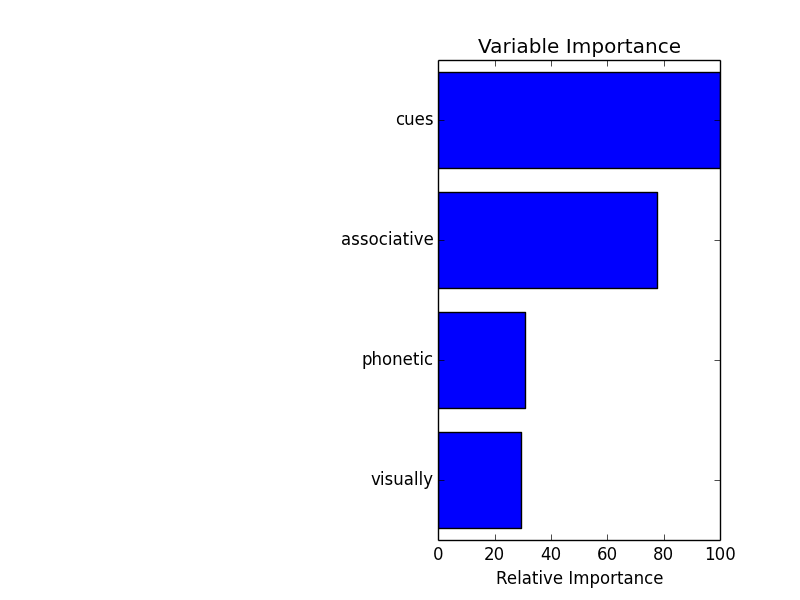 Variable Importance
cues
associative
phonetic
visually
0 20 40 60 80 100
Relative Importance